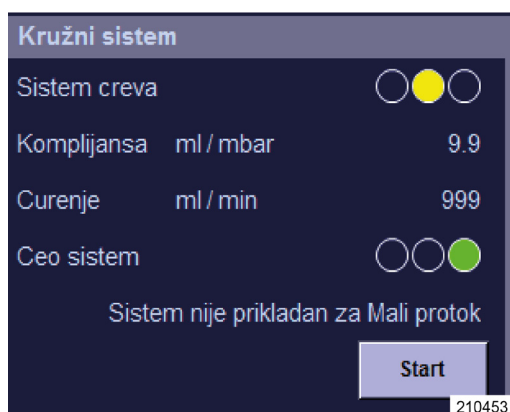 Kružni sistem
Sistem creva
Komplijansa ml / mbar 9.9
Curenje ml / min 999
Ceo sistem
Sistem nije prikladan za Mali protok
Start
210453